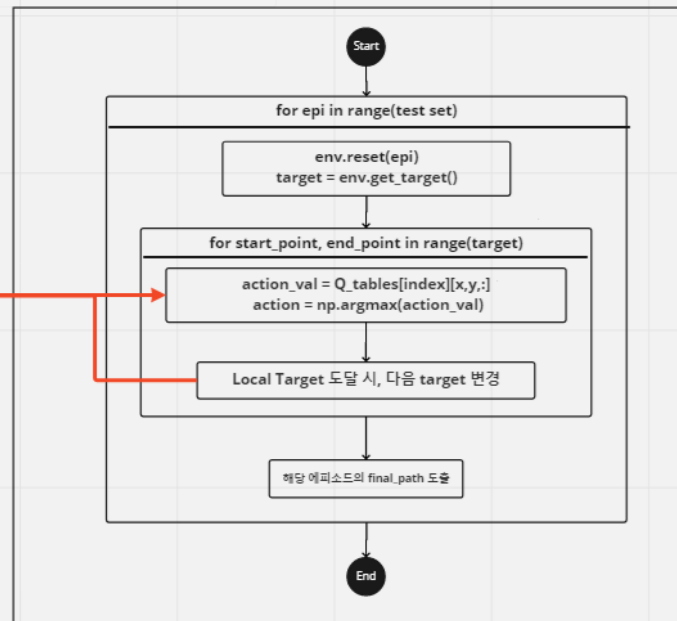 Start
for epi in range(test set)
env.reset(epi)
target = env.get_target()
for start_point, end_point in range(target)
action_val = Q_tables[index][x,y,:]
action = np.argmax(action_val)
Local Target 도달 시, 다음 target 변경
해당 에피소드의 final_path 도출
End